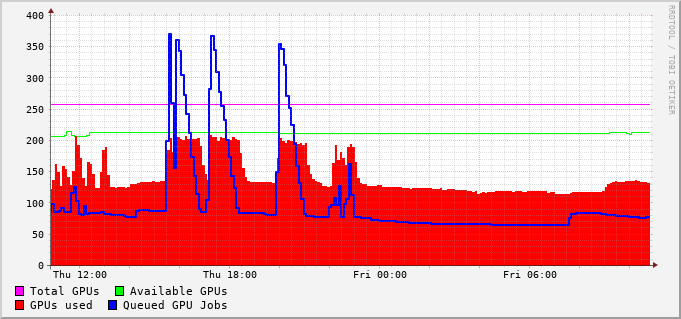 400
350
300
250
200
150
100
50
0
Thu 12:00 Thu 18:00 Fri 00:00 Fri 06:00
Total GPUs Available GPUs
GPUs used Queued GPU Jobs
RRDTOOL / TOBI OETIKER